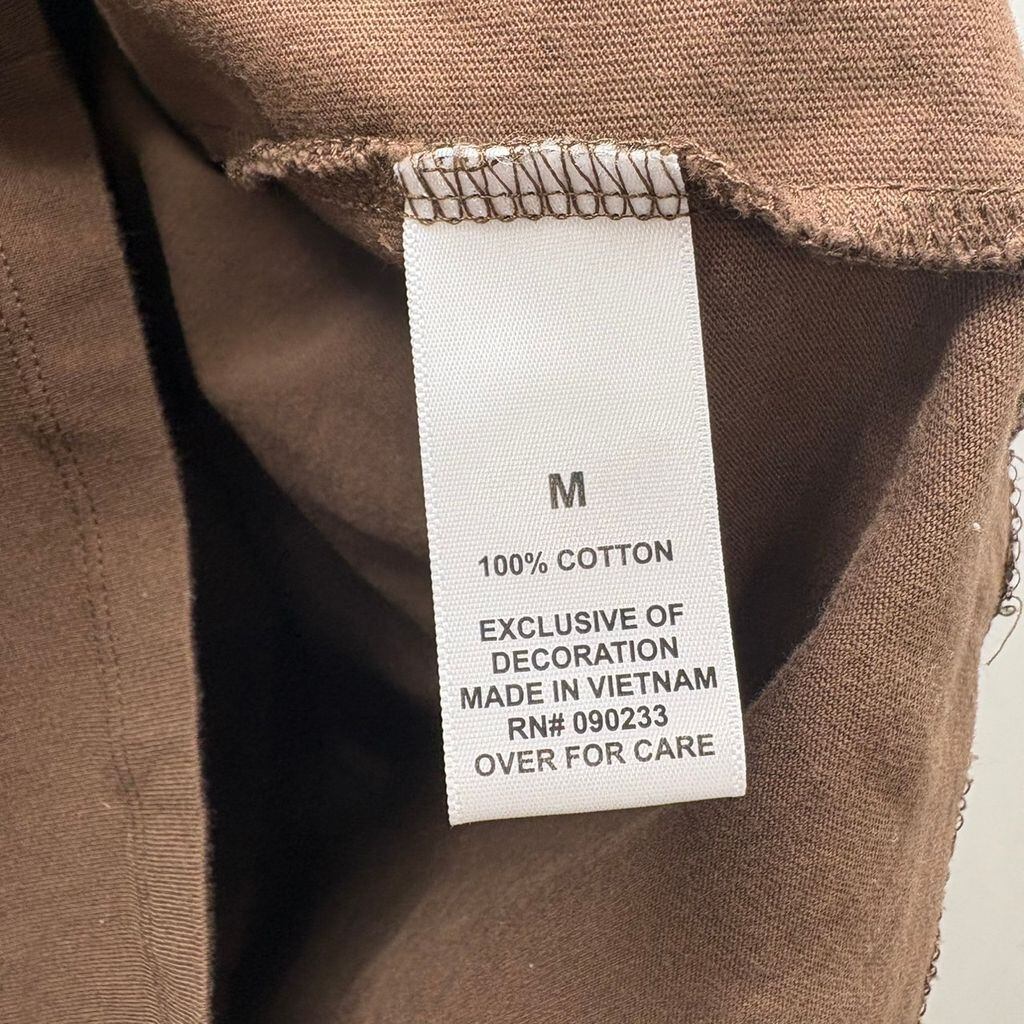 M
100% COTTON
EXCLUSIVE OF
DECORATION
MADE IN VIETNAM
RN# 090233
OVER FOR CARE